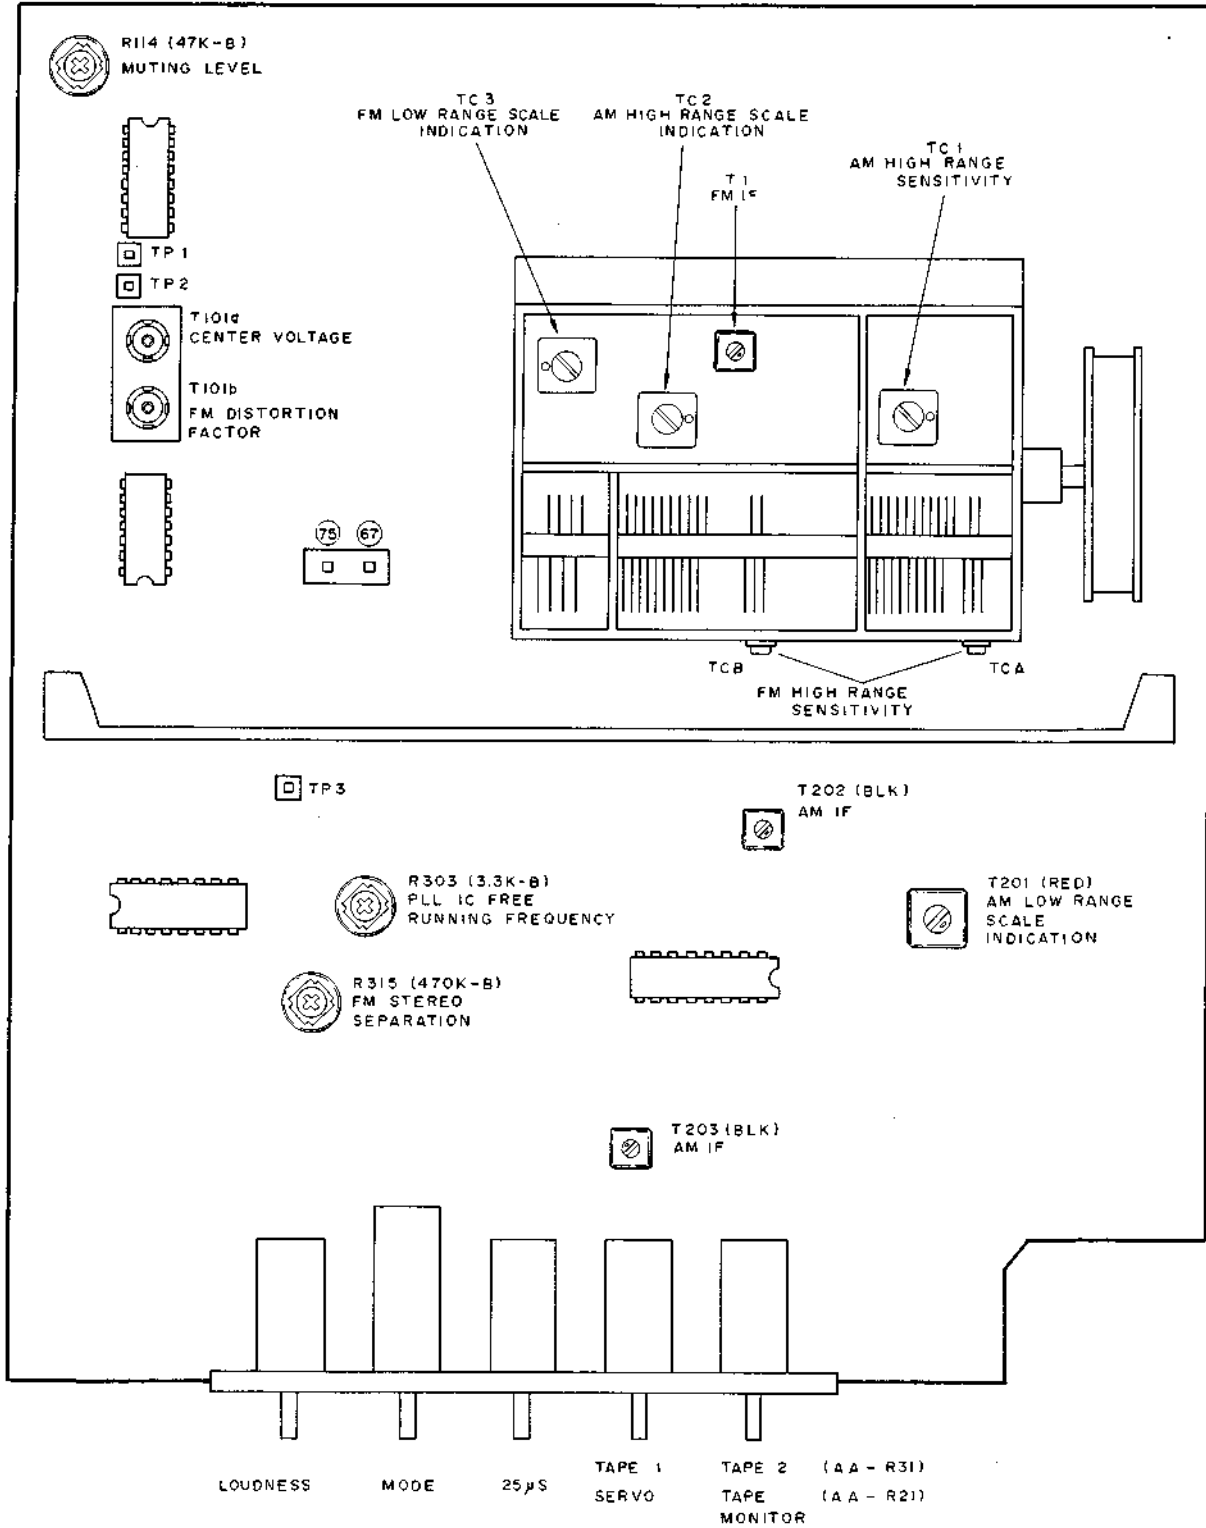 R114 (47K-B)
MUTING LEVEL
TC3
FM LOW RANGE SCALE
INDICATION
TC2
AM HIGH RANGE SCALE
INDICATION
TC1
AM HIGH RANGE
SENSITIVITY
T1
FM IF
TP1
TP2
T101a
CENTER VOLTAGE
T101b
FM DISTORTION
FACTOR
75 67
TCB
TCA
FM HIGH RANGE
SENSITIVITY
TP3
T202 (BLK)
AM IF
R303 (3.3K-B)
PLL IC FREE
RUNNING FREQUENCY
T201 (RED)
AM LOW RANGE
SCALE
INDICATION
R315 (470K-B)
FM STEREO
SEPARATION
T203 (BLK)
AM IF
LOUDNESS
MODE
25µS
TAPE 1
SERVO
TAPE 2 (AA-R31)
TAPE (AA-R21)
MONITOR